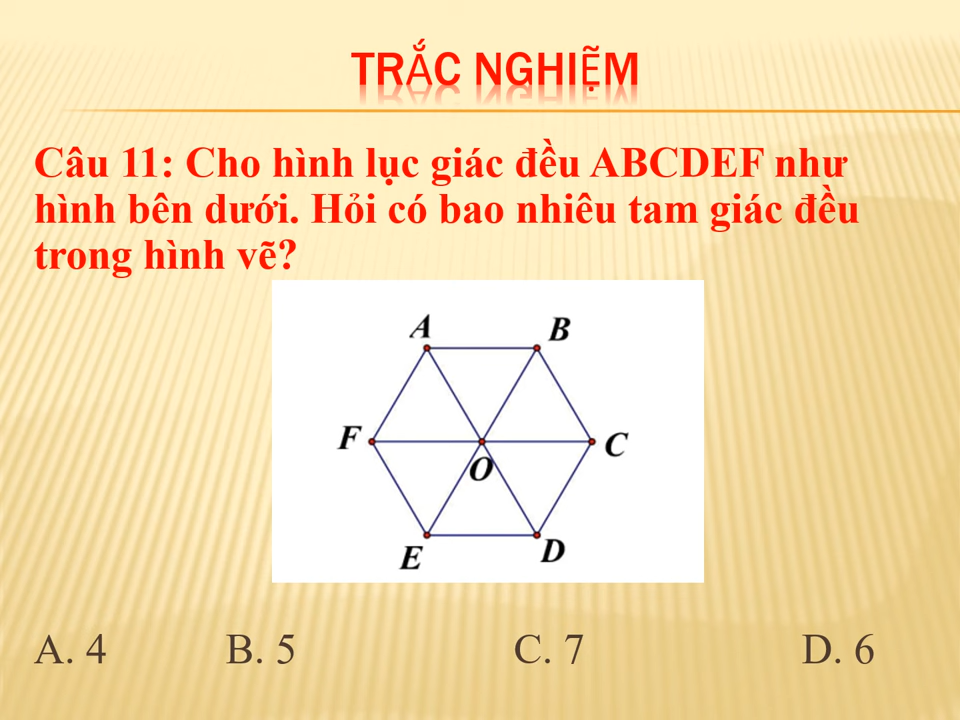 TRẮC NGHIỆM
Câu 11: Cho hình lục giác đều ABCDEF như
hình bên dưới. Hỏi có bao nhiêu tam giác đều
trong hình vẽ?
A B
F C
O
E D
A. 4 B. 5 C. 7 D. 6